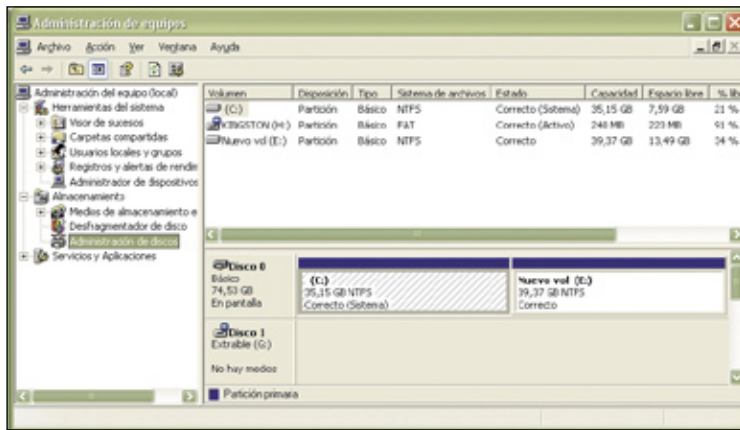 Administración de equipos
Archivo Acción Ver Ventana Ayuda
Administración del equipo (local)
Herramientas del sistema
Visor de sucesos
Carpetas compartidas
Usuarios locales y grupos
Registros y alertas de rendim
Administrador de dispositivos
Almacenamiento
Medios de almacenamiento e
Desfragmentador de disco
Administración de discos
Servicios y Aplicaciones
Volumen Disposición Tipo Sistema de archivos Estado Capacidad Espacio libre % lib
(C:) Partición Básico NTFS Correcto (Sistema) 35,15 GB 7,59 GB 21 %
KINGSTON (H:) Partición Básico FAT Correcto (Activo) 248 MB 223 MB 91 %
Nuevo vol (E:) Partición Básico NTFS Correcto 39,37 GB 13,49 GB 34 %
Disco 0
Básico
74,53 GB
En pantalla
(C:)
35,15 GB NTFS
Correcto (Sistema)
Nuevo vol (E:)
39,37 GB NTFS
Correcto
Disco 1
Extraíble (G:)
No hay medios
Partición primaria